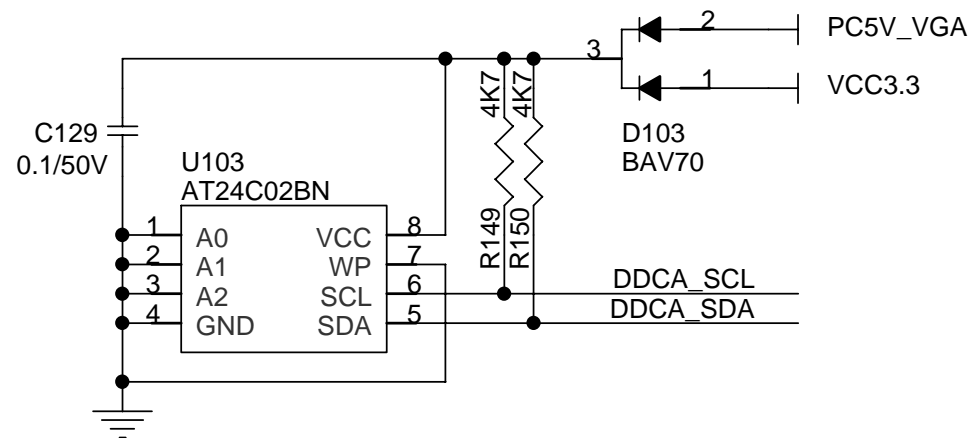 2
PC5V_VGA
3
1
VCC3.3
4K7
4K7
D103
BAV70
C129
0.1/50V
U103
AT24C02BN
R149
R150
1
A0
VCC
8
2
A1
WP
7
3
A2
SCL
6
DDCA_SCL
4
GND
SDA
5
DDCA_SDA